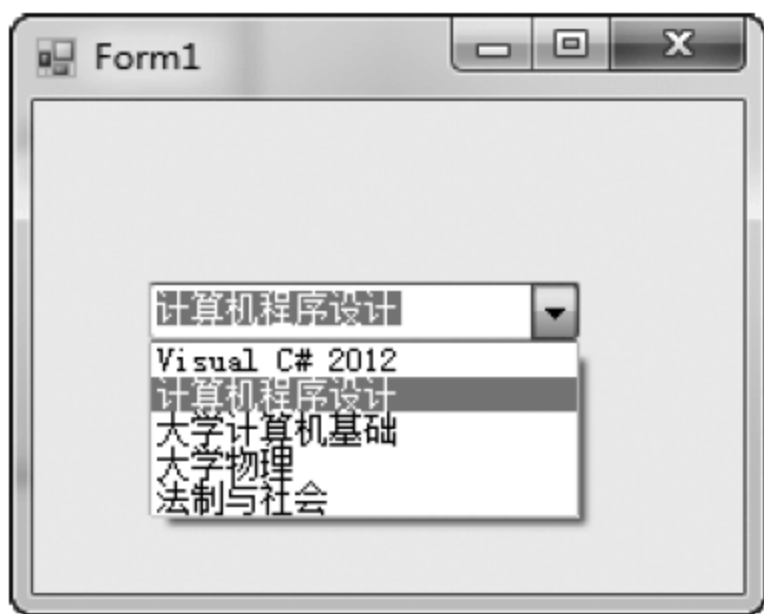 Form1
计算机程序设计
Visual C# 2012
计算机程序设计
大学计算机基础
大学物理
法制与社会